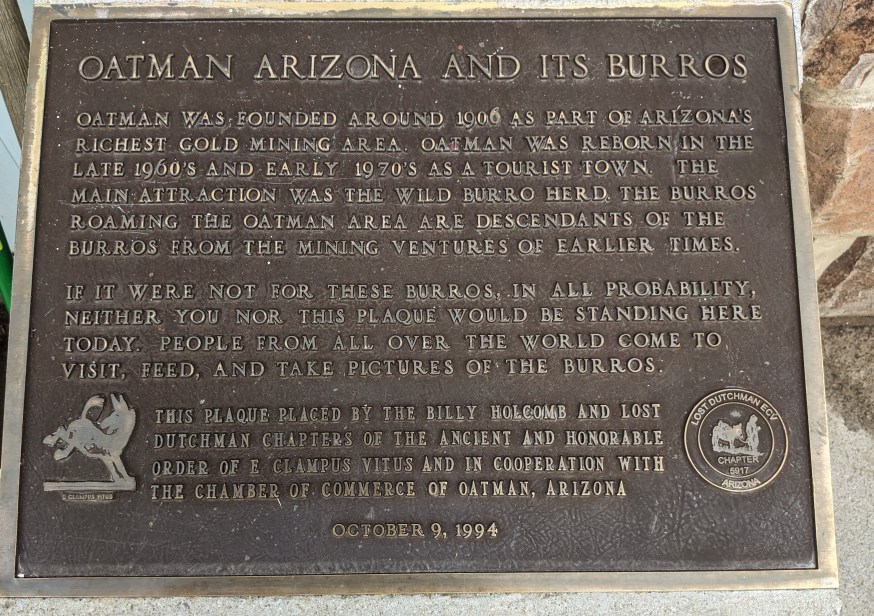 OATMAN ARIZONA AND ITS BURROS
OATMAN WAS FOUNDED AROUND 1906 AS PART OF ARIZONA'S
RICHEST GOLD MINING AREA. OATMAN WAS REBORN IN THE
LATE 1960'S AND EARLY 1970'S AS A TOURIST TOWN. THE
MAIN ATTRACTION WAS THE WILD BURRO HERD. THE BURROS
ROAMING THE OATMAN AREA ARE DESCENDANTS OF THE
BURROS FROM THE MINING VENTURES OF EARLIER TIMES.
IF IT WERE NOT FOR THESE BURROS, IN ALL PROBABILITY,
NEITHER YOU NOR THIS PLAQUE WOULD BE STANDING HERE
TODAY. PEOPLE FROM ALL OVER THE WORLD COME TO
VISIT, FEED, AND TAKE PICTURES OF THE BURROS.
THIS PLAQUE PLACED BY THE BILLY HOLCOMB AND LOST
DUTCHMAN CHAPTERS OF THE ANCIENT AND HONORABLE
ORDER OF E CLAMPUS VITUS AND IN COOPERATION WITH
THE CHAMBER OF COMMERCE OF OATMAN, ARIZONA
E CLAMPUS VITUS
LOST DUTCHMAN ECV
CHAPTER
5917
ARIZONA
OCTOBER 9, 1994